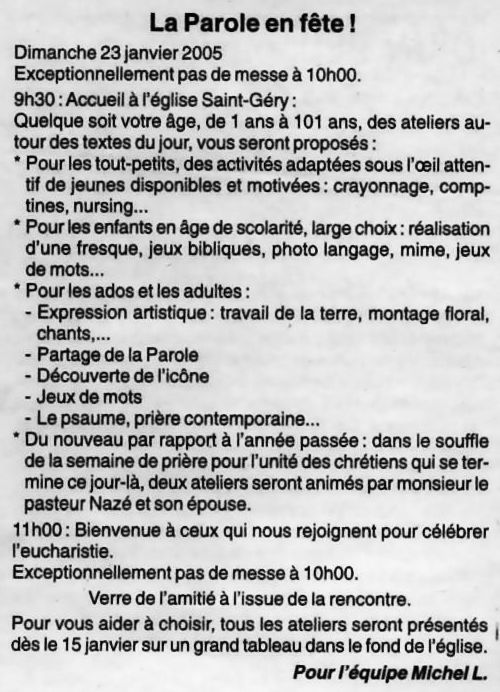 La Parole en fête !
Dimanche 23 janvier 2005
Exceptionnellement pas de messe à 10h00.
9h30 : Accueil à l'église Saint-Géry :
Quelque soit votre âge, de 1 ans à 101 ans, des ateliers au-
tour des textes du jour, vous seront proposés :
* Pour les tout-petits, des activités adaptées sous l'œil atten-
tif de jeunes disponibles et motivées : crayonnage, comp-
tines, nursing...
* Pour les enfants en âge de scolarité, large choix : réalisation
d'une fresque, jeux bibliques, photo langage, mime, jeux
de mots...
* Pour les ados et les adultes :
- Expression artistique : travail de la terre, montage floral,
chants,...
- Partage de la Parole
- Découverte de l'icône
- Jeux de mots
- Le psaume, prière contemporaine...
* Du nouveau par rapport à l'année passée : dans le souffle
de la semaine de prière pour l'unité des chrétiens qui se ter-
mine ce jour-là, deux ateliers seront animés par monsieur le
pasteur Nazé et son épouse.
11h00 : Bienvenue à ceux qui nous rejoignent pour célébrer
l'eucharistie.
Exceptionnellement pas de messe à 10h00.
Verre de l'amitié à l'issue de la rencontre.
Pour vous aider à choisir, tous les ateliers seront présentés
dès le 15 janvier sur un grand tableau dans le fond de l'église.
Pour l'équipe Michel L.